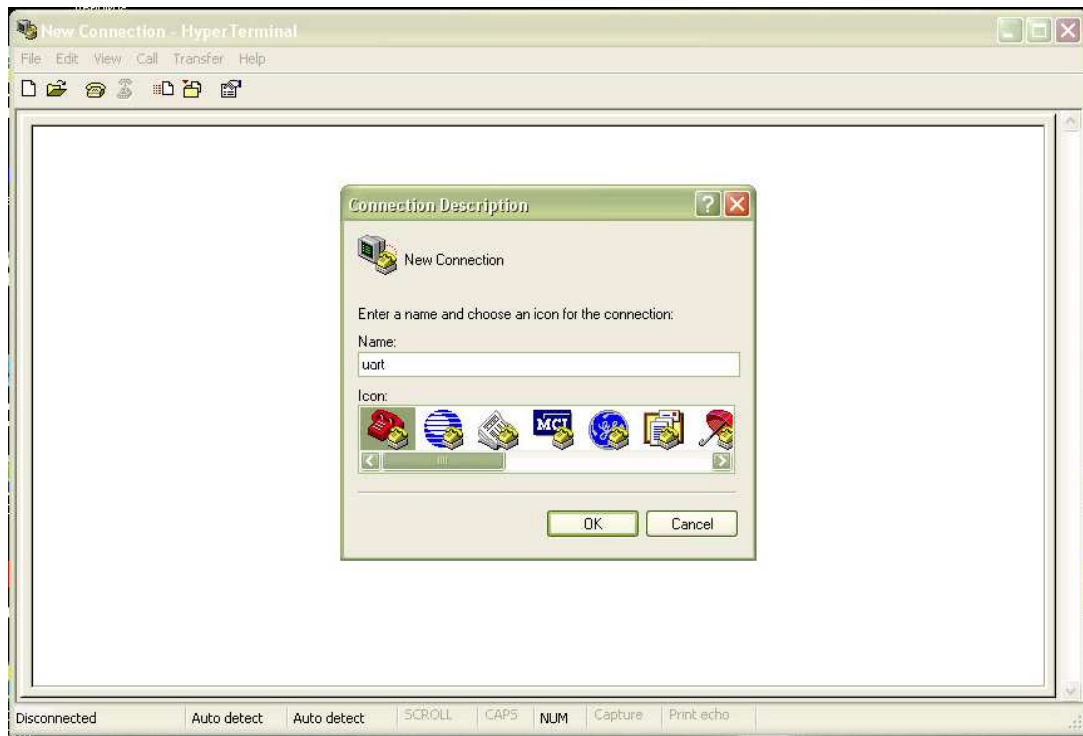 New Connection - HyperTerminal
File Edit View Call Transfer Help
Connection Description
New Connection
Enter a name and choose an icon for the connection:
Name:
uart
Icon:
MCI
OK Cancel
Disconnected Auto detect Auto detect SCROLL CAPS NUM Capture Print echo